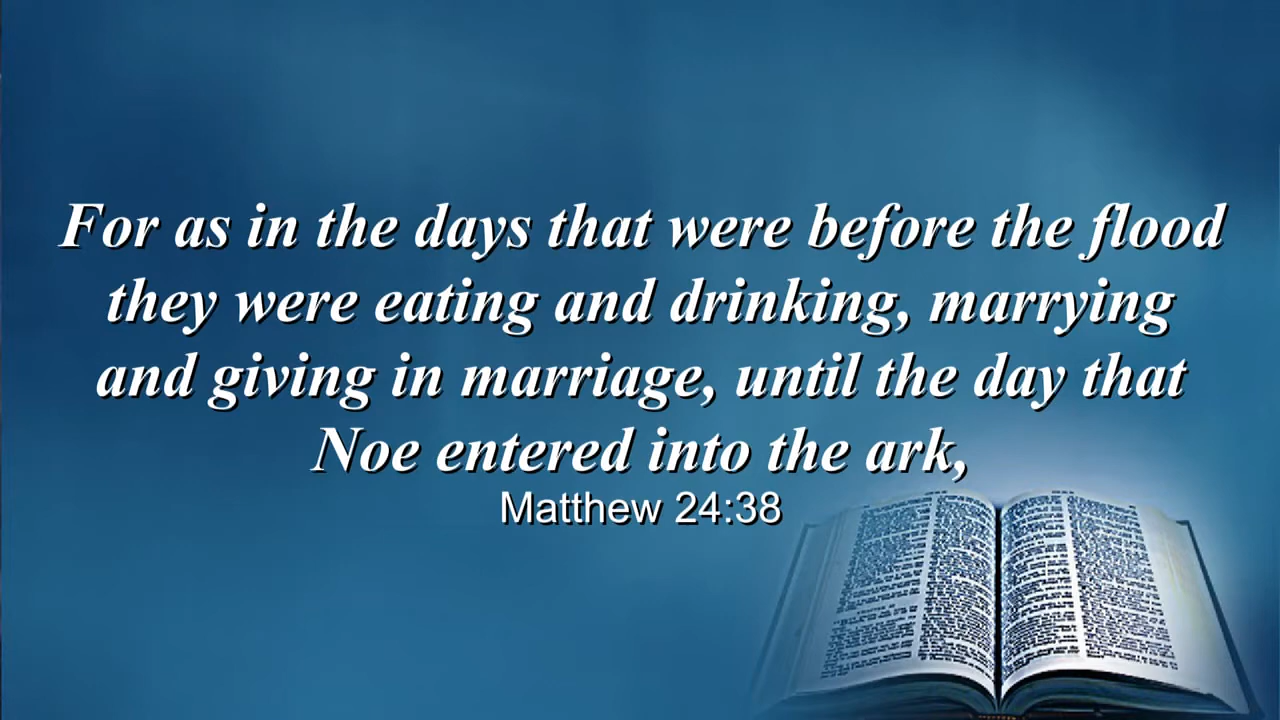 For as in the days that were before the flood
they were eating and drinking, marrying
and giving in marriage, until the day that
Noe entered into the ark,
Matthew 24:38